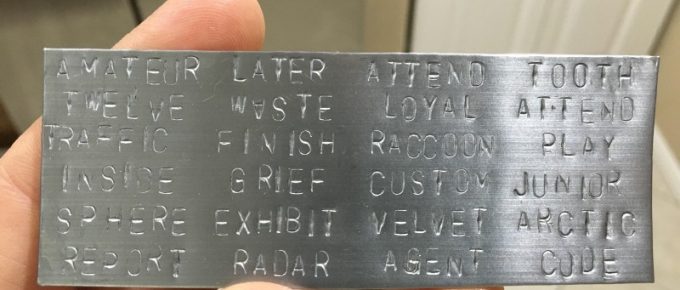 AMATEUR LATER ATTEND TOOTH
TWELVE WASTE LOYAL ATTEND
TRAFFIC FINISH RACCOON PLAY
INSIDE GRIEF CUSTOM JUNIOR
SPHERE EXHIBIT VELVET ARCTIC
REPORT RADAR AGENT CODE